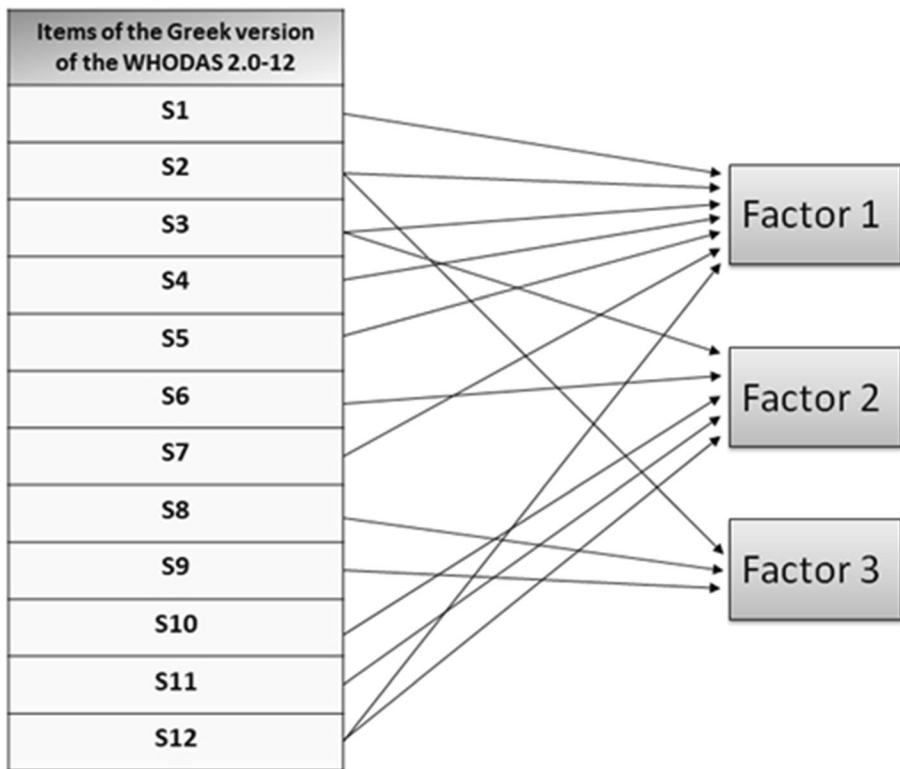 Items of the Greek version
of the WHODAS 2.0-12
S1
S2
S3
S4
S5
S6
S7
S8
S9
S10
S11
S12
Factor 1
Factor 2
Factor 3